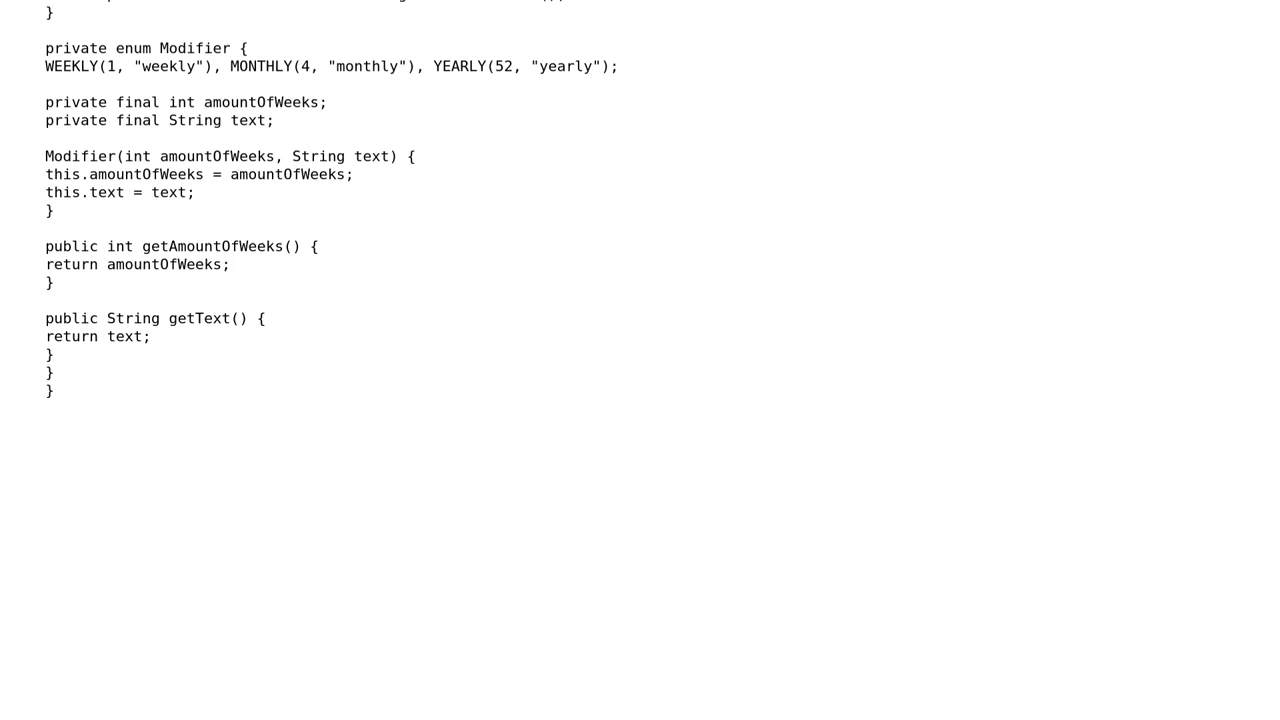 }
private enum Modifier {
WEEKLY(1, "weekly"), MONTHLY(4, "monthly"), YEARLY(52, "yearly");
private final int amountOfWeeks;
private final String text;
Modifier(int amountOfWeeks, String text) {
this.amountOfWeeks = amountOfWeeks;
this.text = text;
}
public int getAmountOfWeeks() {
return amountOfWeeks;
}
public String getText() {
return text;
}
}
}